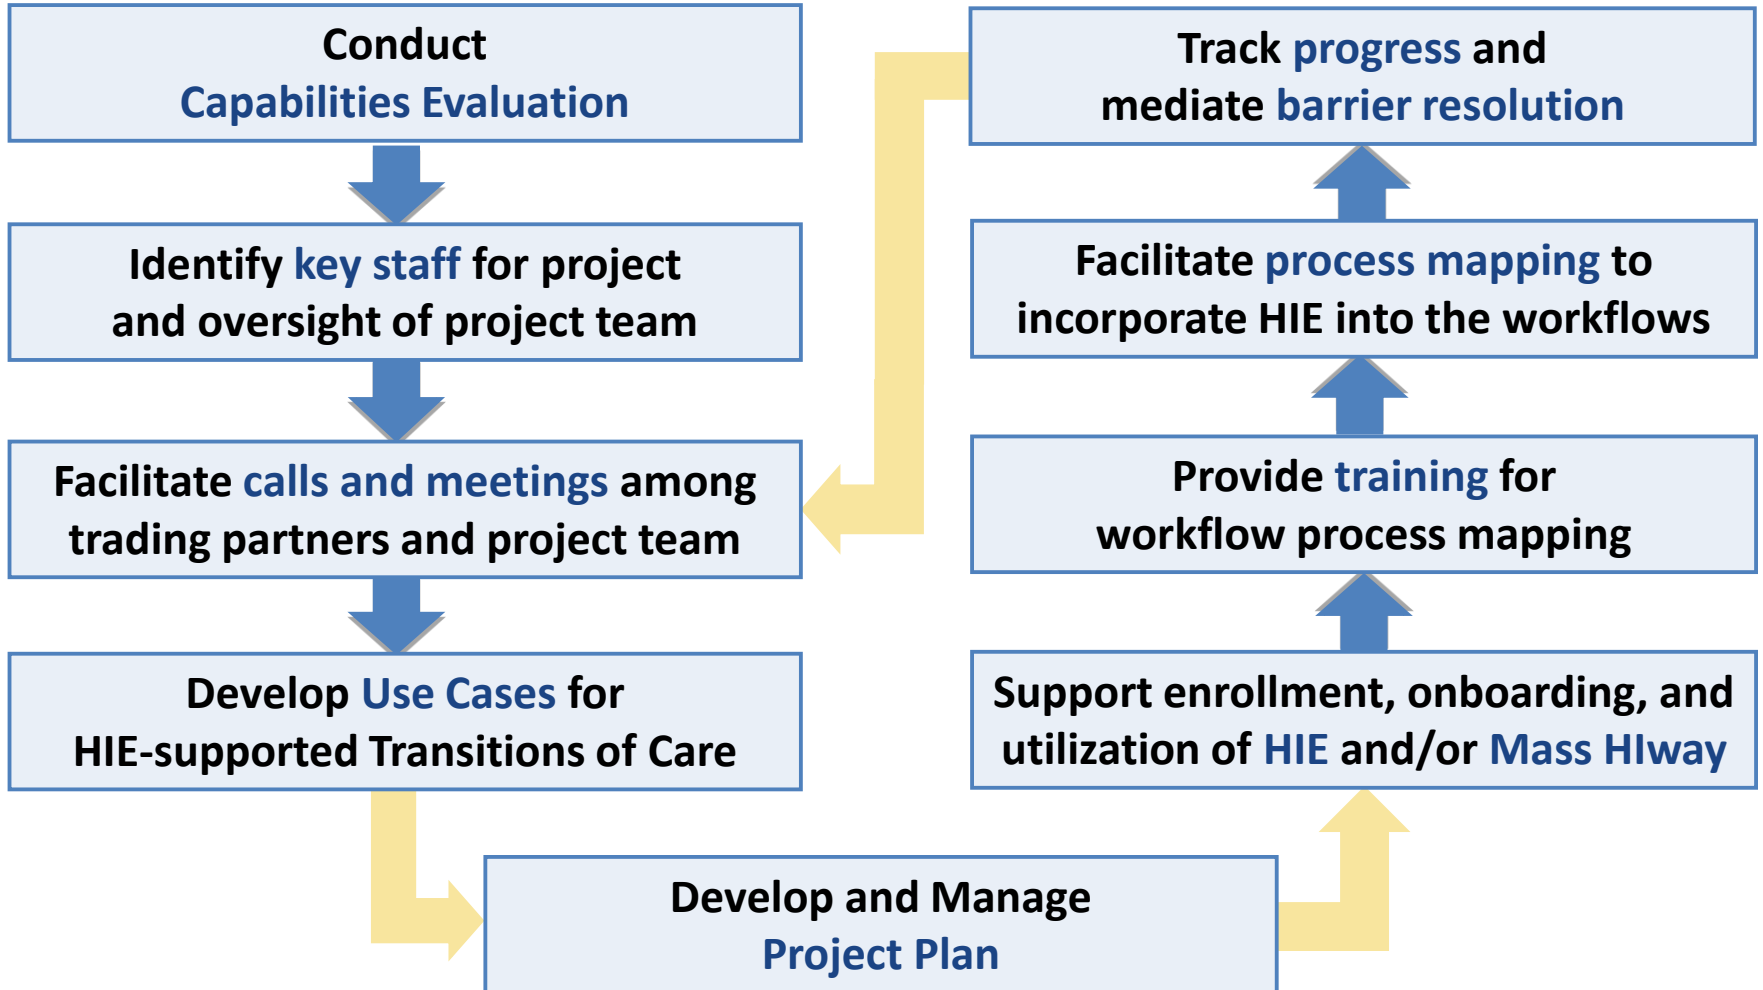 Conduct
Capabilities Evaluation
Identify key staff for project
and oversight of project team
Facilitate calls and meetings among
trading partners and project team
Develop Use Cases for
HIE-supported Transitions of Care
Develop and Manage
Project Plan
Support enrollment, onboarding, and
utilization of HIE and/or Mass HIway
Provide training for
workflow process mapping
Facilitate process mapping to
incorporate HIE into the workflows
Track progress and
mediate barrier resolution